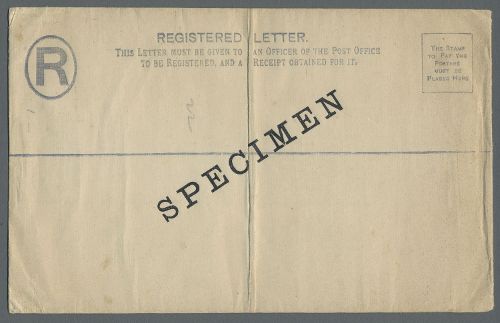 REGISTERED LETTER.
THIS LETTER MUST BE GIVEN TO AN OFFICER OF THE POST OFFICE
TO BE REGISTERED, AND A RECEIPT OBTAINED FOR IT.
R
THE STAMP
TO PAY THE
POSTAGE
MUST BE
PLACED HERE
SPECIMEN